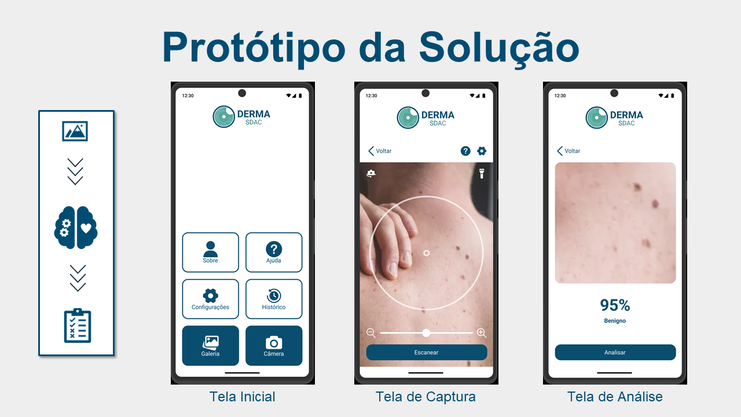 Protótipo da Solução
12:30
DERMA
SDAC
Sobre
Ajuda
Configurações
Histórico
Galeria
Câmera
Tela Inicial
12:30
DERMA
SDAC
Voltar
Escanear
Tela de Captura
12:30
DERMA
SDAC
Voltar
95%
Benigno
Analisar
Tela de Análise